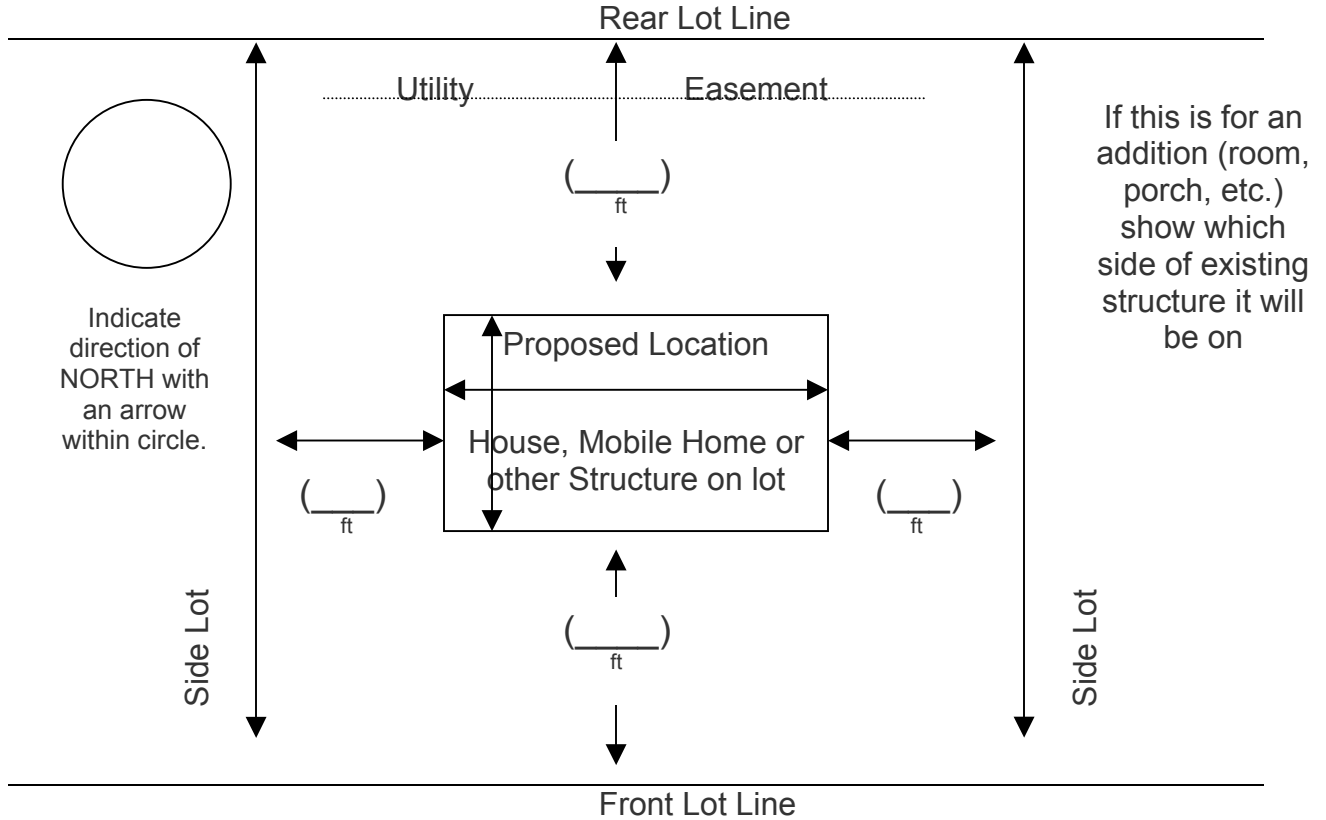 Rear Lot Line
Utility Easement
If this is for an
addition (room,
porch, etc.)
show which
side of existing
structure it will
be on
(____)
ft
Indicate
direction of
NORTH with
an arrow
within circle.
Proposed Location
House, Mobile Home or
other Structure on lot
(___)
ft
(___)
ft
Side Lot
(____)
ft
Side Lot
Front Lot Line